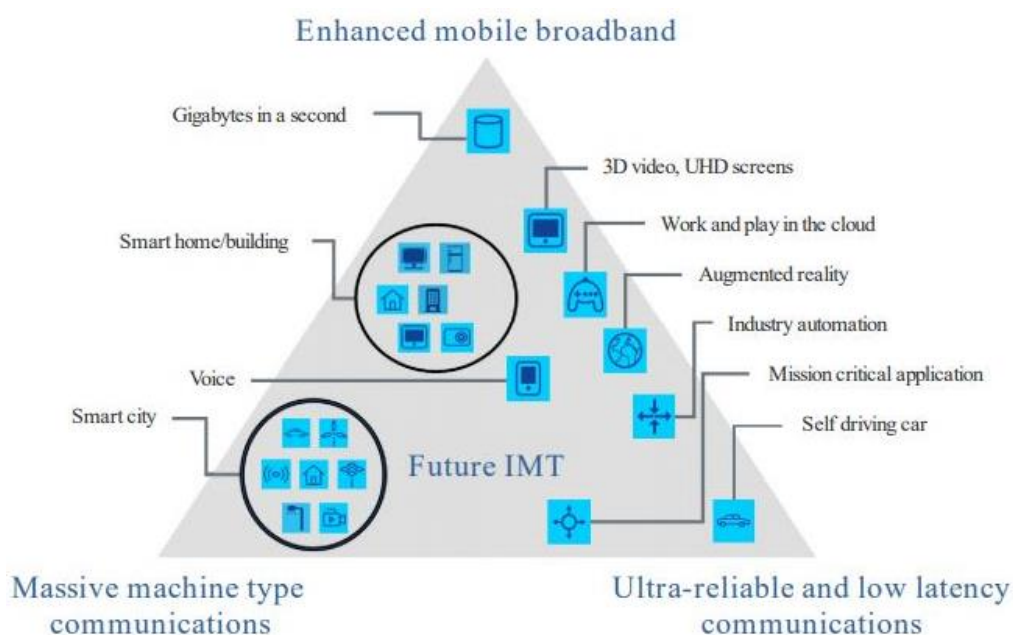 Enhanced mobile broadband
Gigabytes in a second
3D video, UHD screens
Work and play in the cloud
Smart home/building
Augmented reality
Industry automation
Voice
Mission critical application
Smart city
Self driving car
Future IMT
Massive machine type
communications
Ultra-reliable and low latency
communications